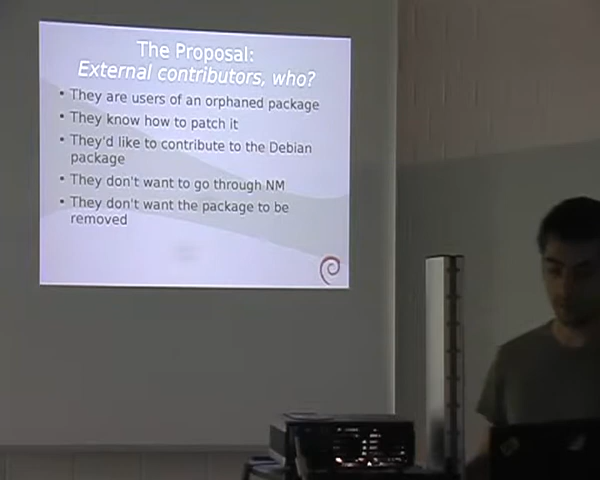 The Proposal:
External contributors, who?
• They are users of an orphaned package
• They know how to patch it
• They'd like to contribute to the Debian
package
• They don't want to go through NM
• They don't want the package to be
removed